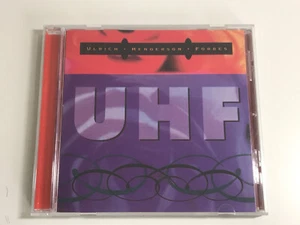 ULRICH • HENDERSON • FORBES
UHF